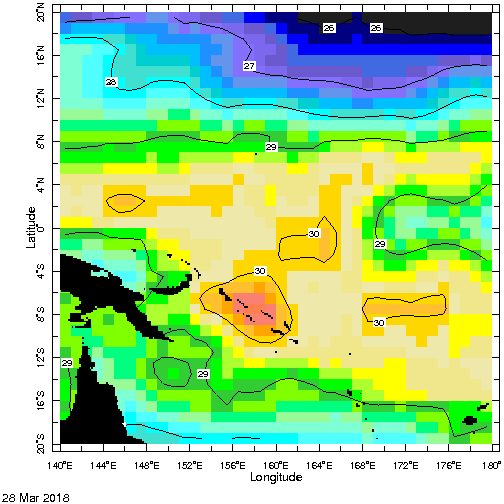 20°N
26 26
16°N
27
28
12°N
8°N
29
4°N
30
Latitude
0°
29
4°S
30
8°S
30
12°S
29
29
16°S
20°S
140°E 144°E 148°E 152°E 156°E 160°E 164°E 168°E 172°E 176°E 180°
Longitude
28 Mar 2018